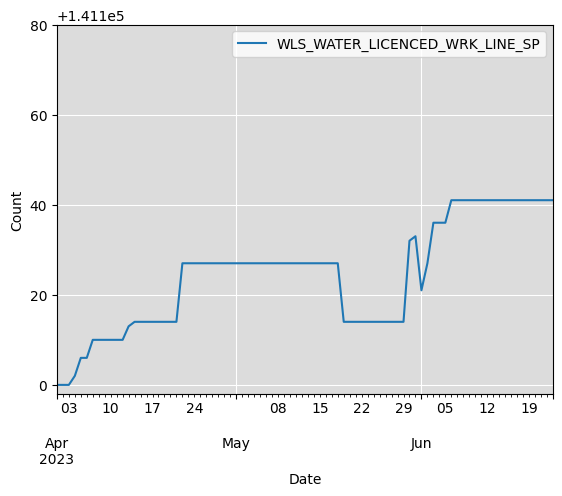 +1.411e5
WLS_WATER_LICENCED_WRK_LINE_SP
80
60
40
20
0
Count
03 10 17 24 08 15 22 29 05 12 19
Apr May Jun
2023
Date